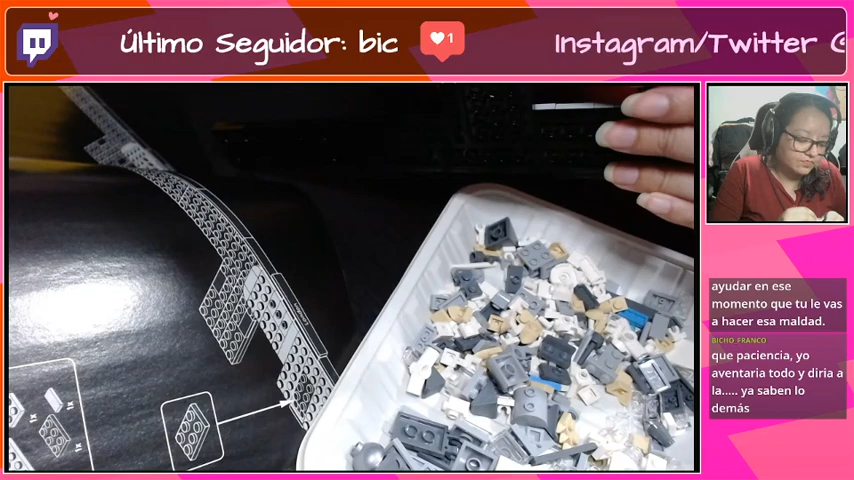 Último Seguidor: bic
1
Instagram/Twitter @
ayudar en ese
momento que tu le vas
a hacer esa maldad.
BICHO_FRANCO
que paciencia, yo
aventaria todo y diria a
la..... ya saben lo
demás
1x
1x
1x